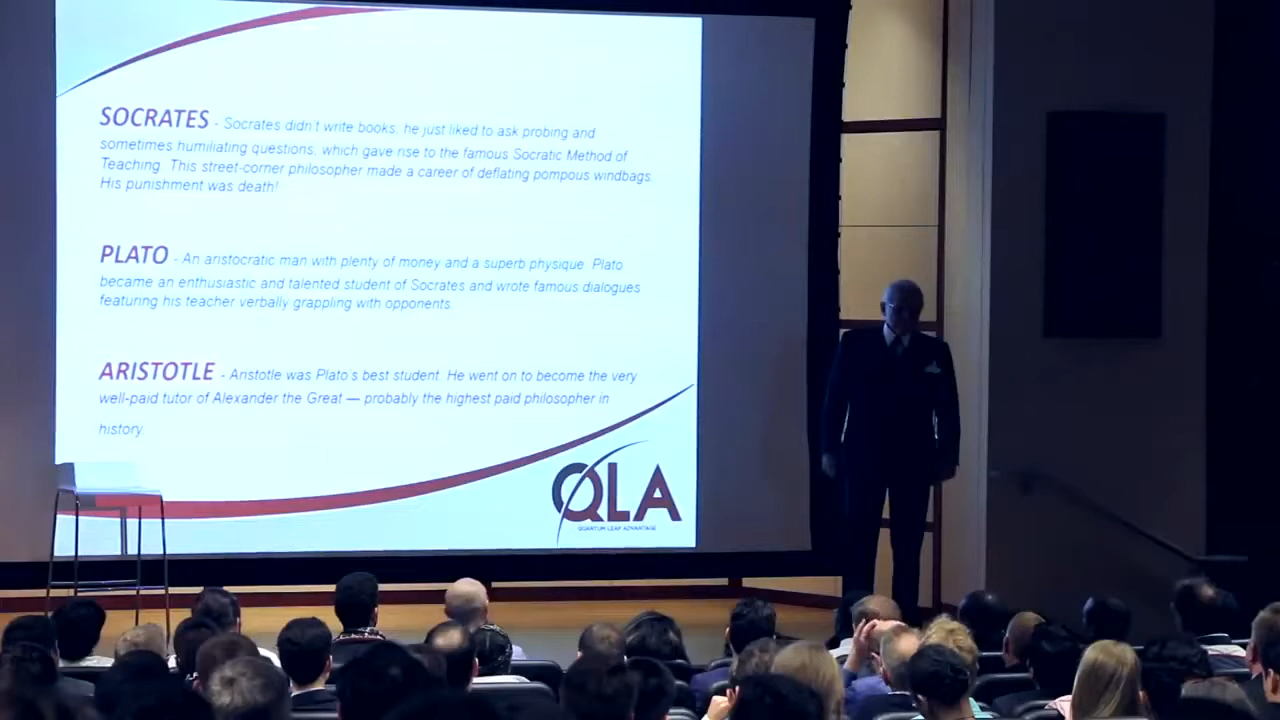 SOCRATES - Socrates didn't write books, he just liked to ask probing and
sometimes humiliating questions, which gave rise to the famous Socratic Method of
Teaching. This street-corner philosopher made a career of deflating pompous windbags.
His punishment was death!
PLATO - An aristocratic man with plenty of money and a superb physique. Plato
became an enthusiastic and talented student of Socrates and wrote famous dialogues
featuring his teacher verbally grappling with opponents.
ARISTOTLE - Aristotle was Plato's best student. He went on to become the very
well-paid tutor of Alexander the Great — probably the highest paid philosopher in
history.
QLA
QUANTUM LEAP ADVANTAGE